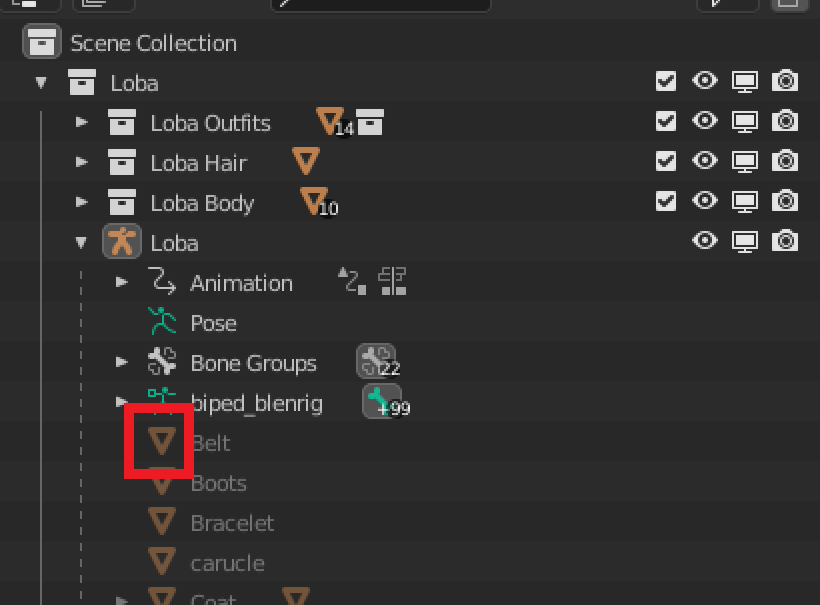 Scene Collection
Loba
Loba Outfits 14
Loba Hair
Loba Body 10
Loba
Animation
Pose
Bone Groups 22
biped_blenrig +99
Belt
Boots
Bracelet
carucle
Coat